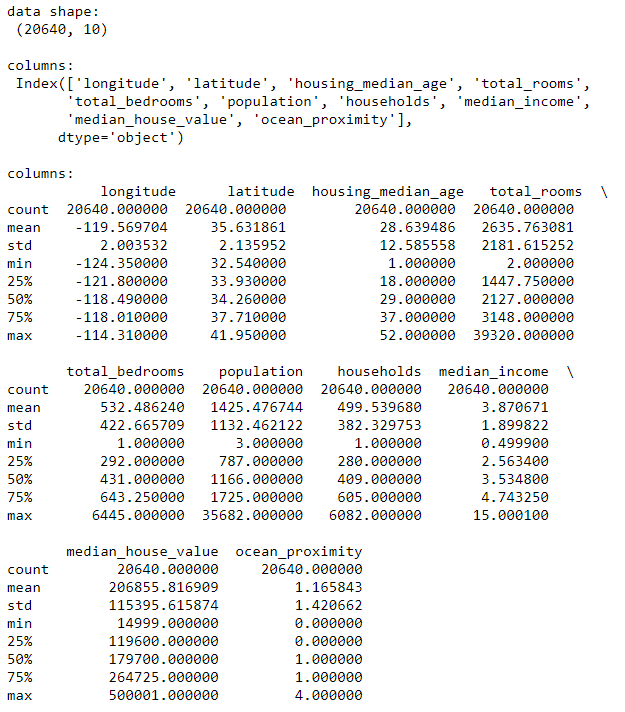 data shape:
 (20640, 10)

columns:
 Index(['longitude', 'latitude', 'housing_median_age', 'total_rooms',
       'total_bedrooms', 'population', 'households', 'median_income',
       'median_house_value', 'ocean_proximity'],
      dtype='object')

columns:
           longitude      latitude  housing_median_age   total_rooms  \
count  20640.000000  20640.000000        20640.000000  20640.000000
mean    -119.569704     35.631861           28.639486   2635.763081
std        2.003532      2.135952           12.585558   2181.615252
min     -124.350000     32.540000            1.000000      2.000000
25%     -121.800000     33.930000           18.000000   1447.750000
50%     -118.490000     34.260000           29.000000   2127.000000
75%     -118.010000     37.710000           37.000000   3148.000000
max     -114.310000     41.950000           52.000000  39320.000000

       total_bedrooms    population    households  median_income  \
count    20640.000000  20640.000000  20640.000000   20640.000000
mean       532.486240   1425.476744    499.539680       3.870671
std        422.665709   1132.462122    382.329753       1.899822
min          1.000000      3.000000      1.000000       0.499900
25%        292.000000    787.000000    280.000000       2.563400
50%        431.000000   1166.000000    409.000000       3.534800
75%        643.250000   1725.000000    605.000000       4.743250
max       6445.000000  35682.000000   6082.000000      15.000100

       median_house_value  ocean_proximity
count        20640.000000     20640.000000
mean        206855.816909         1.165843
std         115395.615874         1.420662
min          14999.000000         0.000000
25%         119600.000000         0.000000
50%         179700.000000         1.000000
75%         264725.000000         1.000000
max         500001.000000         4.000000